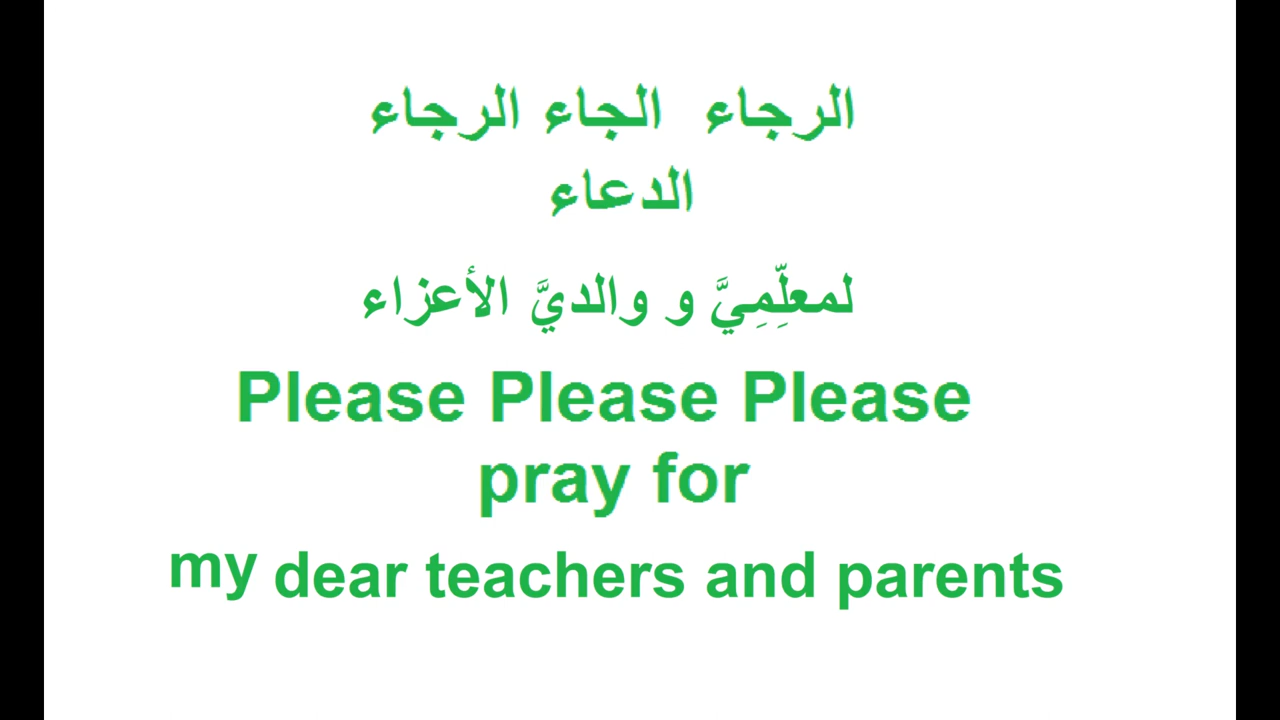 الرجاء الجاء الرجاء
الدعاء
لمعلِّمِيَّ و والديَّ الأعزاء
Please Please Please
pray for
my dear teachers and parents